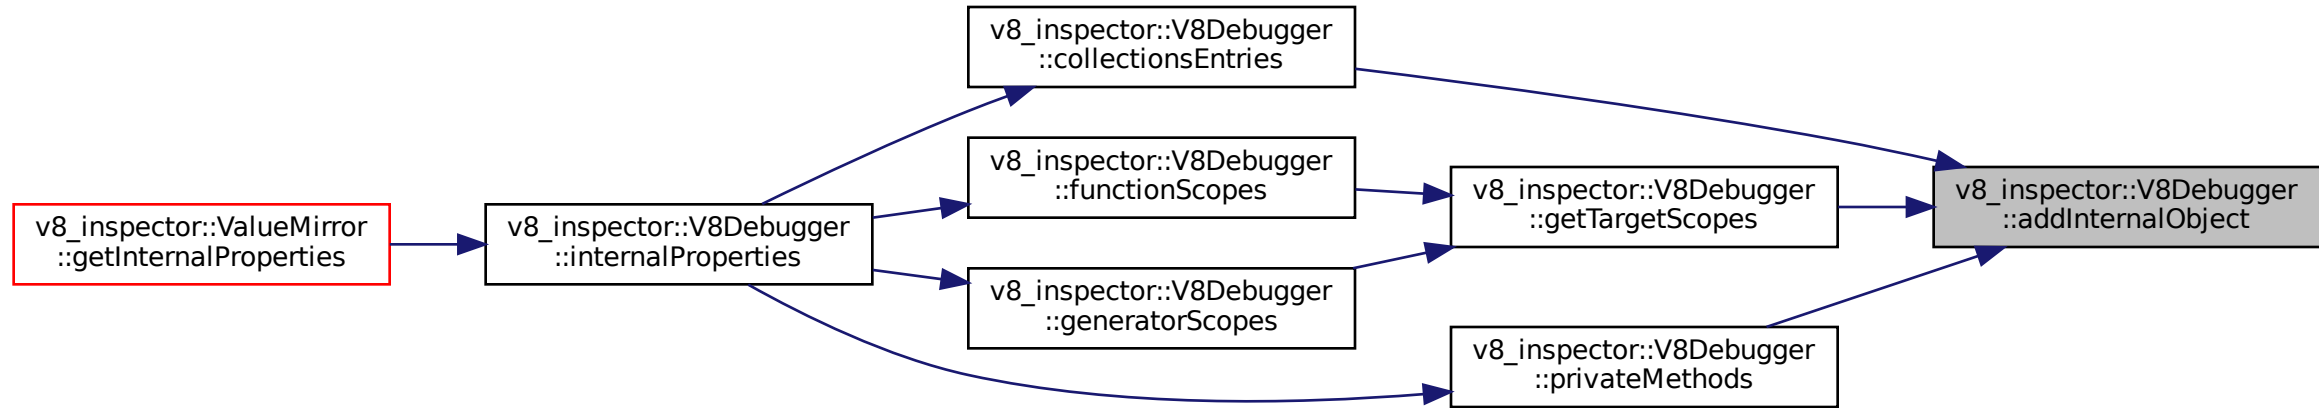 v8_inspector::V8Debugger
::collectionsEntries
v8_inspector::V8Debugger
::functionScopes
v8_inspector::V8Debugger
::getTargetScopes
v8_inspector::V8Debugger
::addInternalObject
v8_inspector::ValueMirror
::getInternalProperties
v8_inspector::V8Debugger
::internalProperties
v8_inspector::V8Debugger
::generatorScopes
v8_inspector::V8Debugger
::privateMethods